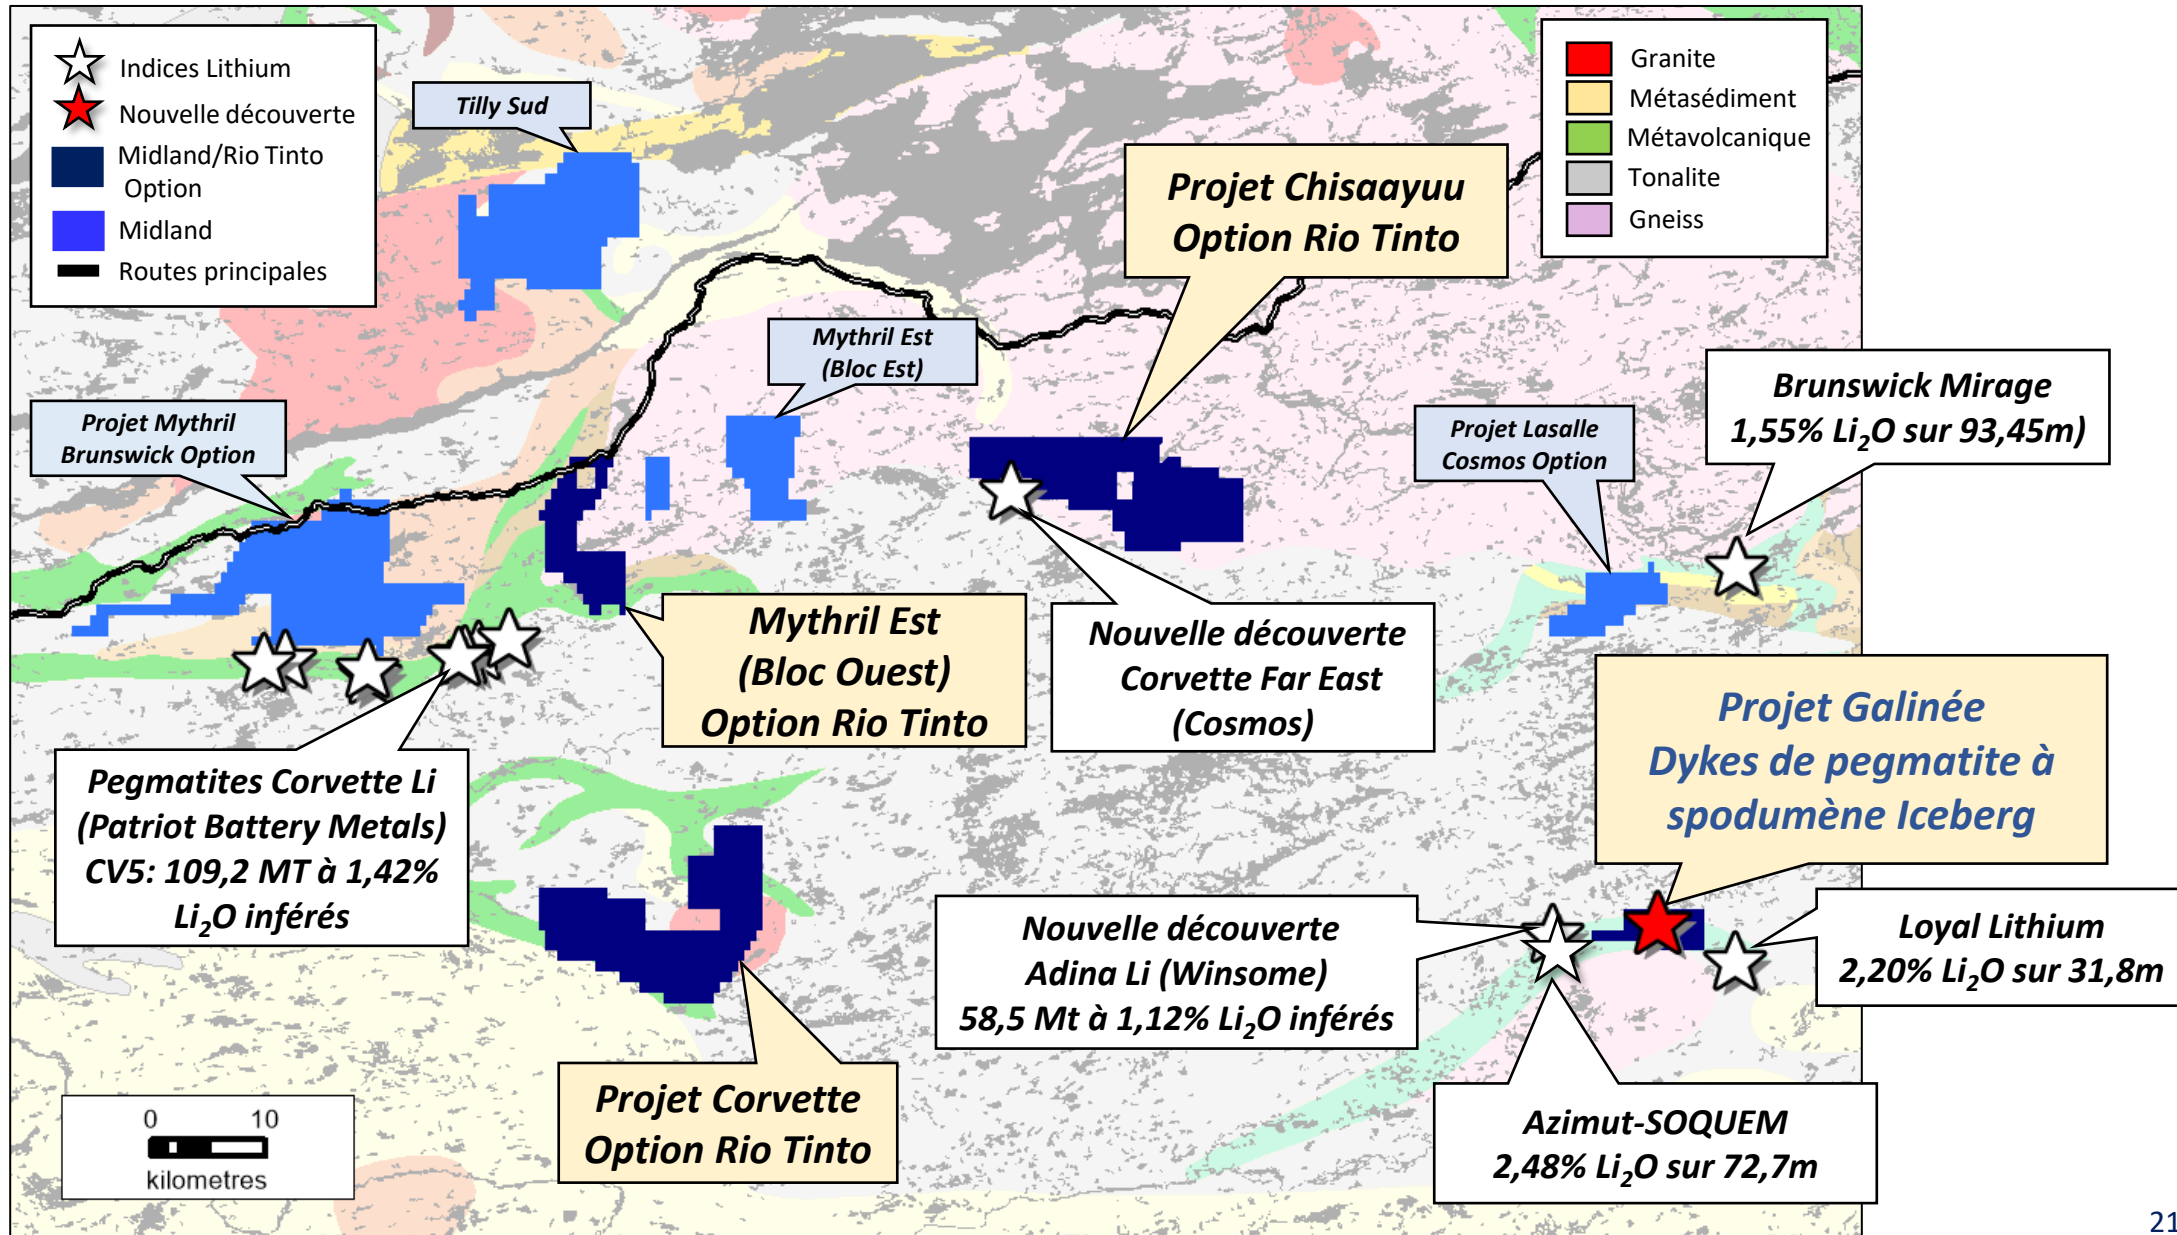 Indices Lithium
Nouvelle découverte
Midland/Rio Tinto
Option
Midland
Routes principales
Tilly Sud
Granite
Métasédiment
Métavolcanique
Tonalite
Gneiss
Projet Chisaayuu
Option Rio Tinto
Mythril Est
(Bloc Est)
Projet Mythril
Brunswick Option
Projet Lasalle
Cosmos Option
Brunswick Mirage
1,55% Li₂O sur 93,45m)
Mythril Est
(Bloc Ouest)
Option Rio Tinto
Nouvelle découverte
Corvette Far East
(Cosmos)
Projet Galinée
Dykes de pegmatite à
spodumène Iceberg
Pegmatites Corvette Li
(Patriot Battery Metals)
CV5: 109,2 MT à 1,42%
Li₂O inférés
Nouvelle découverte
Adina Li (Winsome)
58,5 Mt à 1,12% Li₂O inférés
Loyal Lithium
2,20% Li₂O sur 31,8m
Projet Corvette
Option Rio Tinto
Azimut-SOQUEM
2,48% Li₂O sur 72,7m
0 10
kilometres
21